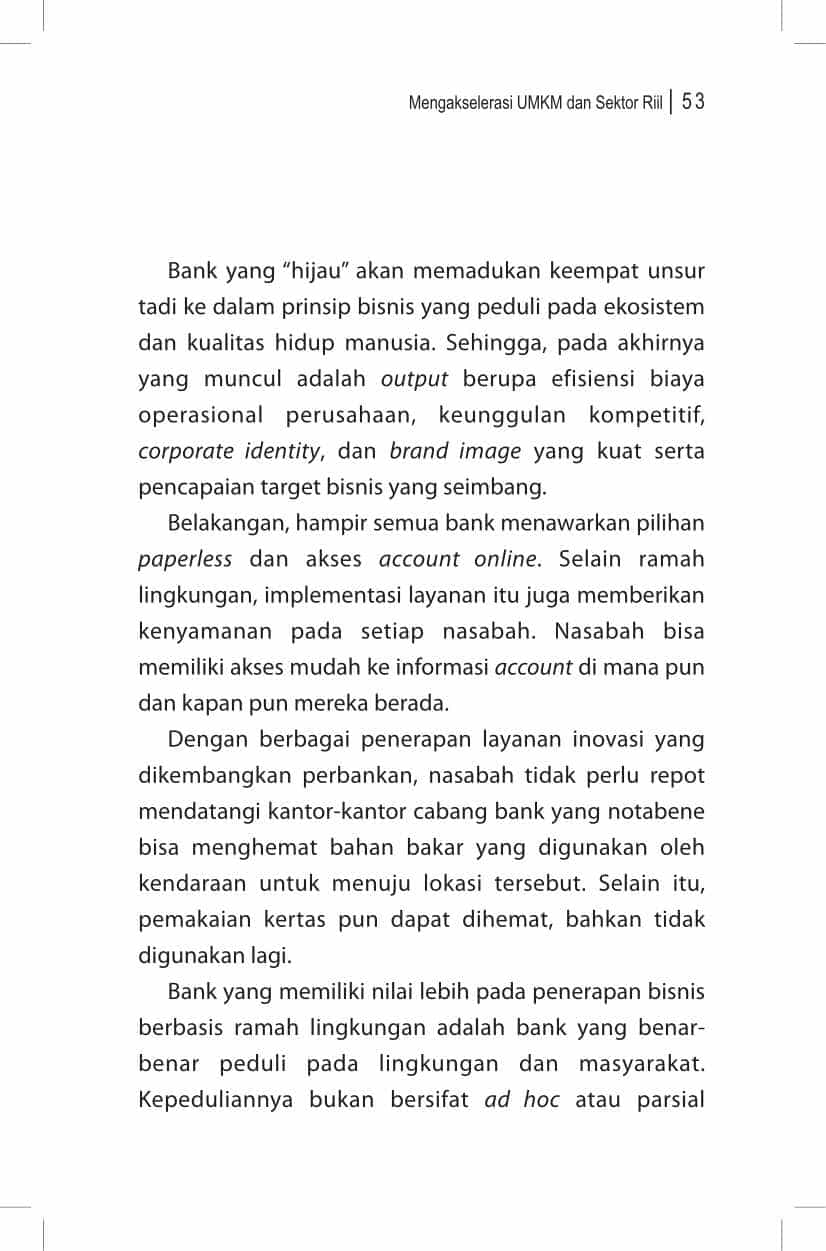 Mengakselerasi UMKM dan Sektor Riil | 53
Bank yang “hijau” akan memadukan keempat unsur
tadi ke dalam prinsip bisnis yang peduli pada ekosistem
dan kualitas hidup manusia. Sehingga, pada akhirnya
yang muncul adalah output berupa efisiensi biaya
operasional perusahaan, keunggulan kompetitif,
corporate identity, dan brand image yang kuat serta
pencapaian target bisnis yang seimbang.
Belakangan, hampir semua bank menawarkan pilihan
paperless dan akses account online. Selain ramah
lingkungan, implementasi layanan itu juga memberikan
kenyamanan pada setiap nasabah. Nasabah bisa
memiliki akses mudah ke informasi account di mana pun
dan kapan pun mereka berada.
Dengan berbagai penerapan layanan inovasi yang
dikembangkan perbankan, nasabah tidak perlu repot
mendatangi kantor-kantor cabang bank yang notabene
bisa menghemat bahan bakar yang digunakan oleh
kendaraan untuk menuju lokasi tersebut. Selain itu,
pemakaian kertas pun dapat dihemat, bahkan tidak
digunakan lagi.
Bank yang memiliki nilai lebih pada penerapan bisnis
berbasis ramah lingkungan adalah bank yang benar-
benar peduli pada lingkungan dan masyarakat.
Kepeduliannya bukan bersifat ad hoc atau parsial